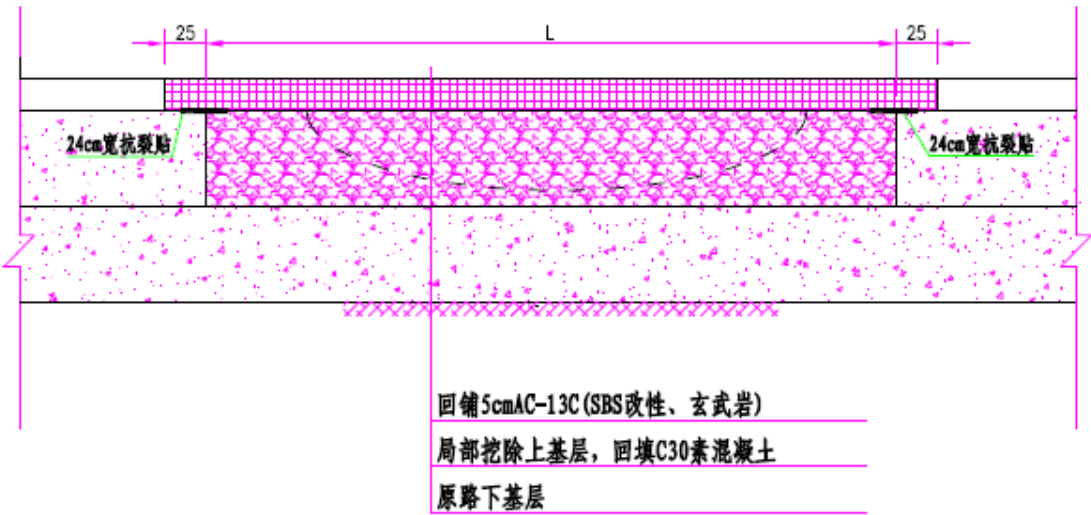 25 L 25
24cm宽抗裂贴 24cm宽抗裂贴
回铺5cmAC-13C(SBS改性、玄武岩)
局部挖除上基层，回填C30素混凝土
原路下基层